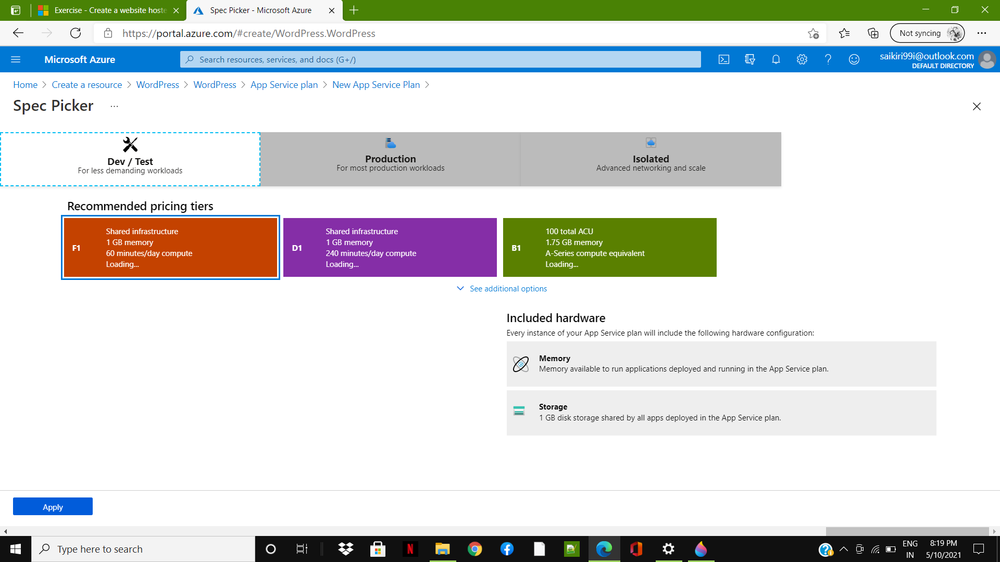 Exercise - Create a website hoste
Spec Picker - Microsoft Azure
https://portal.azure.com/#create/WordPress.WordPress
Not syncing
Microsoft Azure
Search resources, services, and docs (G+/)
saikiri99i@outlook.com
DEFAULT DIRECTORY
Home > Create a resource > WordPress > WordPress > App Service plan > New App Service Plan >
Spec Picker ...
Dev / Test
For less demanding workloads
Production
For most production workloads
Isolated
Advanced networking and scale
Recommended pricing tiers
F1
Shared infrastructure
1 GB memory
60 minutes/day compute
Loading...
D1
Shared infrastructure
1 GB memory
240 minutes/day compute
Loading...
B1
100 total ACU
1.75 GB memory
A-Series compute equivalent
Loading...
See additional options
Included hardware
Every instance of your App Service plan will include the following hardware configuration:
Memory
Memory available to run applications deployed and running in the App Service plan.
Storage
1 GB disk storage shared by all apps deployed in the App Service plan.
Apply
Type here to search
ENG
IN
8:19 PM
5/10/2021